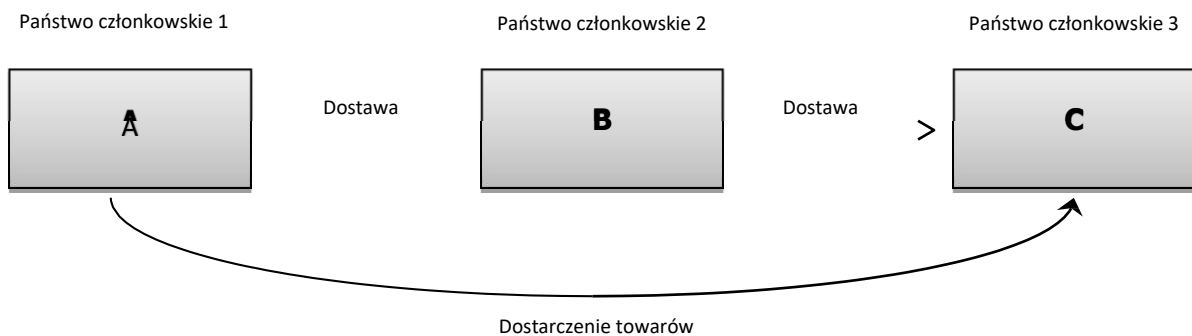 Państwo członkowskie 1
Państwo członkowskie 2
Państwo członkowskie 3
A
Dostawa
B
Dostawa
>
C
Dostarczenie towarów